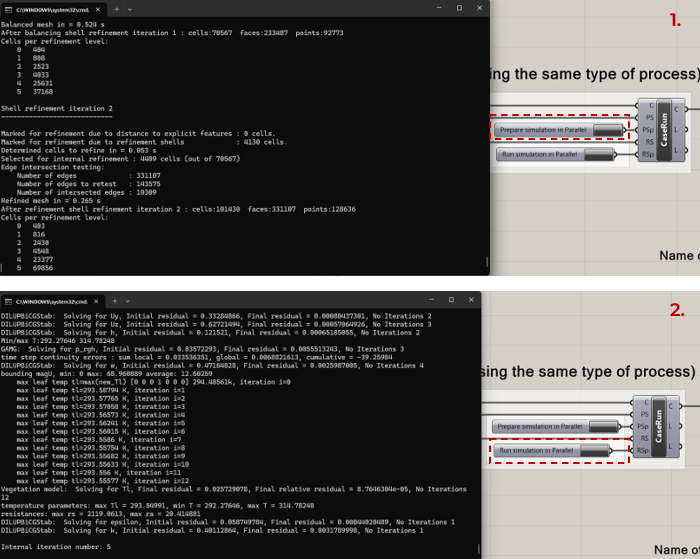 C:\WINDOWS\system32\cmd.
Balanced mesh in = 0.524 s
After balancing shell refinement iteration 1 : cells:70567  faces:233487  points:92773
Cells per refinement level:
0    404
1    808
2    2523
3    4033
4    25631
5    37168
Shell refinement iteration 2
----------------------------
Marked for refinement due to distance to explicit features : 0 cells.
Marked for refinement due to refinement shells             : 4130 cells.
Determined cells to refine in = 0.053 s
Selected for internal refinement : 4409 cells (out of 70567)
Edge intersection testing:
Number of edges             : 331107
Number of edges to retest   : 143575
Number of intersected edges : 10309
Refined mesh in = 0.265 s
After refinement shell refinement iteration 2 : cells:101430  faces:331107  points:128636
Cells per refinement level:
0    403
1    816
2    2430
3    4548
4    23377
5    69856
1.
ing the same type of process)
C
PS
Prepare simulation in Parallel
PSp
RS
Run simulation in Parallel
RSp
CaseRun
C
L
L
Name o
C:\WINDOWS\system32\cmd.
DILUPBiCGStab:  Solving for Uy, Initial residual = 0.33284866, Final residual = 0.00080437301, No Iterations 2
DILUPBiCGStab:  Solving for Uz, Initial residual = 0.62721494, Final residual = 0.00057064926, No Iterations 3
DILUPBiCGStab:  Solving for h, Initial residual = 0.121521, Final residual = 0.00065185055, No Iterations 2
Min/max T:292.27646 314.78248
GAMG:  Solving for p_rgh, Initial residual = 0.83572293, Final residual = 0.0055513243, No Iterations 3
time step continuity errors : sum local = 0.033536351, global = 0.0068821613, cumulative = -39.25984
DILUPBiCGStab:  Solving for w, Initial residual = 0.47164828, Final residual = 0.0025987005, No Iterations 4
bounding magU, min: 0 max: 68.960889 average: 12.60259
max leaf temp tl=max(new_Tl) [0 0 0 1 0 0 0] 294.48561k, iteration i=0
max leaf temp tl=293.58794 K, iteration i=1
max leaf temp tl=293.57765 K, iteration i=2
max leaf temp tl=293.57058 K, iteration i=3
max leaf temp tl=293.56573 K, iteration i=4
max leaf temp tl=293.56241 K, iteration i=5
max leaf temp tl=293.56015 K, iteration i=6
max leaf temp tl=293.5586 K, iteration i=7
max leaf temp tl=293.55754 K, iteration i=8
max leaf temp tl=293.55682 K, iteration i=9
max leaf temp tl=293.55633 K, iteration i=10
max leaf temp tl=293.556 K, iteration i=11
max leaf temp tl=293.55577 K, iteration i=12
Vegetation model:  Solving for Tl, Final residual = 0.025729078, Final relative residual = 8.7646304e-05, No Iterations
12
temperature parameters: max Tl = 293.54991, min T = 292.27646, max T = 314.78248
resistances: max rs = 2119.0613, max ra = 20.414081
DILUPBiCGStab:  Solving for epsilon, Initial residual = 0.058749784, Final residual = 0.00044020489, No Iterations 1
DILUPBiCGStab:  Solving for k, Initial residual = 0.40112864, Final residual = 0.0031789998, No Iterations 1
Internal iteration number: 5
2.
sing the same type of process)
C
PS
Prepare simulation in Parallel
PSp
RS
Run simulation in Parallel
RSp
CaseRun
C
L
L
Name o